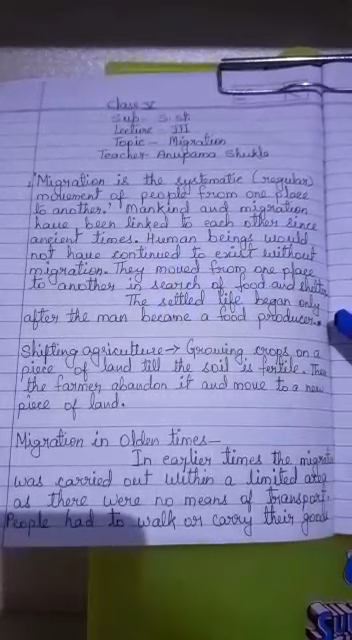 Class V
Sub - S.St.
Lecture - III
Topic - Migration
Teacher- Anupama Shukla
"Migration is the systematic (regular)
movement of people from one place
to another." Mankind and migration
have been linked to each other since
ancient times. Human beings would
not have continued to exist without
migration. They moved from one place
to another in search of food and shelter
The settled life began only
after the man became a food producer.
Shifting agriculture → Growing crops on a
piece of land till the soil is fertile. Then
the farmer abandon it and move to a new
piece of land.
Migration in Olden times -
In earlier times the migrat
was carried out within a limited area
as there were no means of transport.
People had to walk or carry their goods